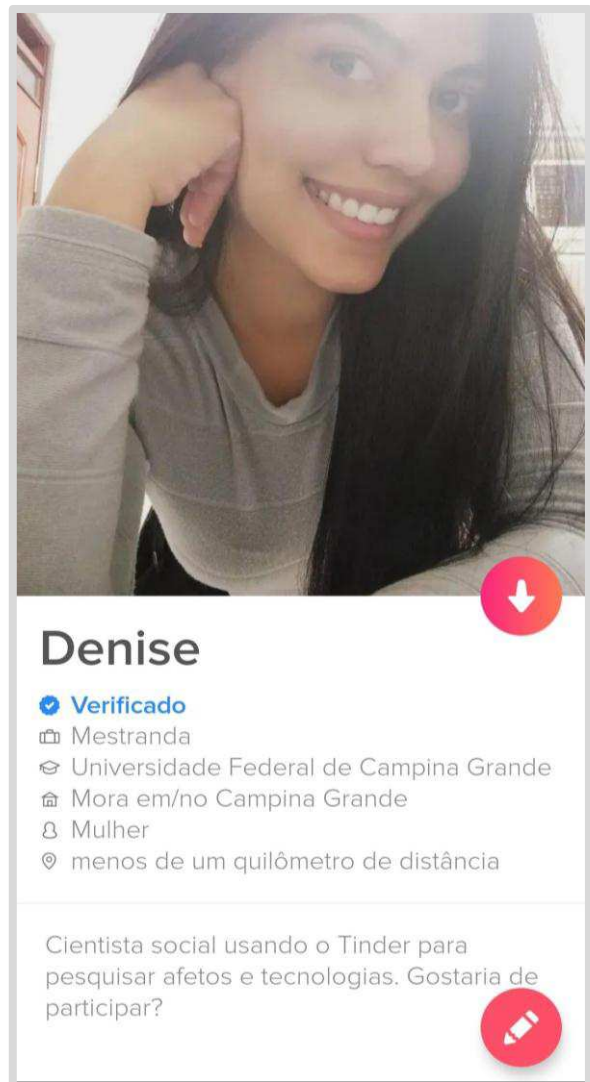 Denise
Verificado
Mestranda
Universidade Federal de Campina Grande
Mora em/no Campina Grande
Mulher
menos de um quilômetro de distância
Cientista social usando o Tinder para
pesquisar afetos e tecnologias. Gostaria de
participar?